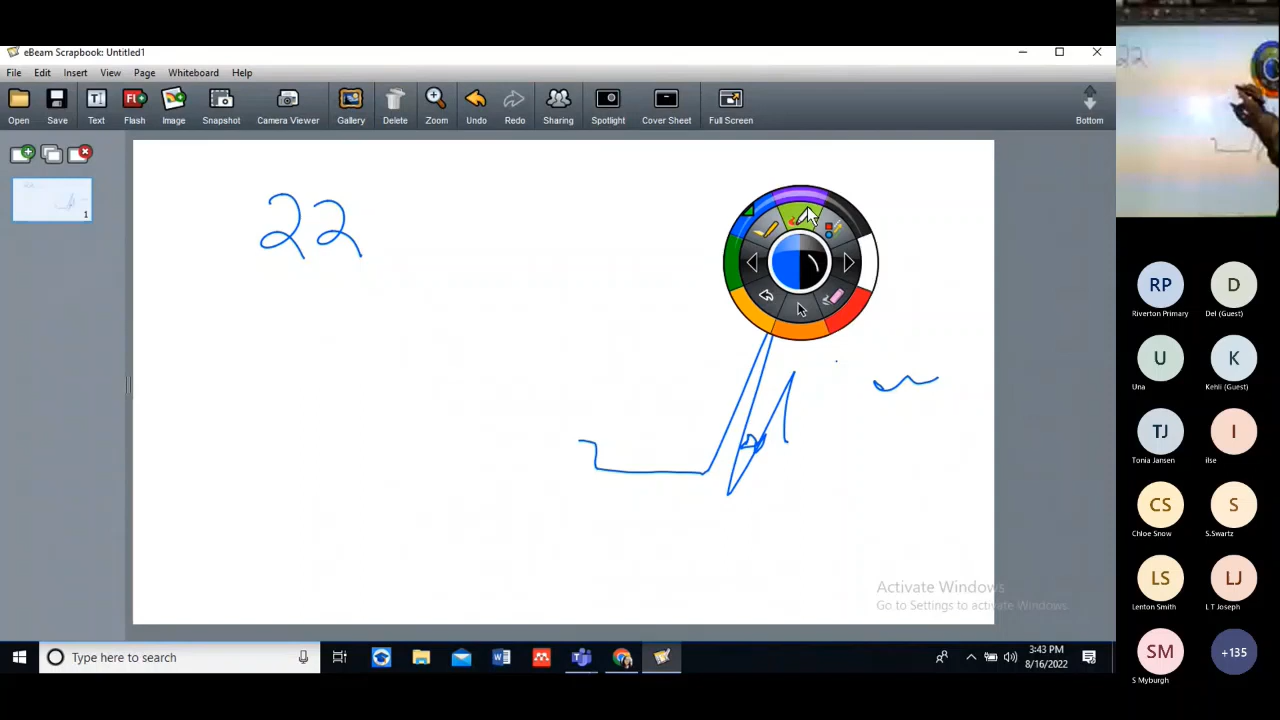 eBeam Scrapbook: Untitled1
File Edit Insert View Page Whiteboard Help
Open Save Text Flash Image Snapshot Camera Viewer Gallery Delete Zoom Undo Redo Sharing Spotlight Cover Sheet Full Screen Bottom
1
22
Activate Windows
Go to Settings to activate Windows.
Type here to search
3:43 PM
8/16/2022
22
RP D
Riverton Primary Del (Guest)
U K
Una Kehli (Guest)
TJ I
Tonia Jansen ilse
CS S
Chloe Snow S.Swartz
LS LJ
Lenton Smith L T Joseph
SM +135
S Myburgh